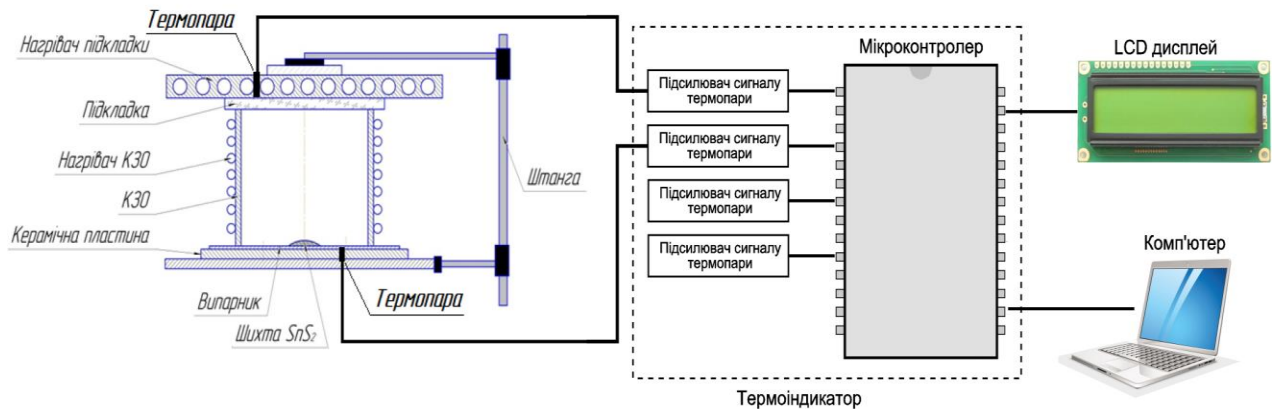 Термопара
Нагрівач підкладки
Підкладка
Нагрівач КЗО
КЗО
Керамічна пластина
Випарник
Шихта SnS₂
Термопара
Штанга
Підсилювач сигналу
термопари
Підсилювач сигналу
термопари
Підсилювач сигналу
термопари
Підсилювач сигналу
термопари
Мікроконтролер
Термоіндикатор
LCD дисплей
Комп'ютер